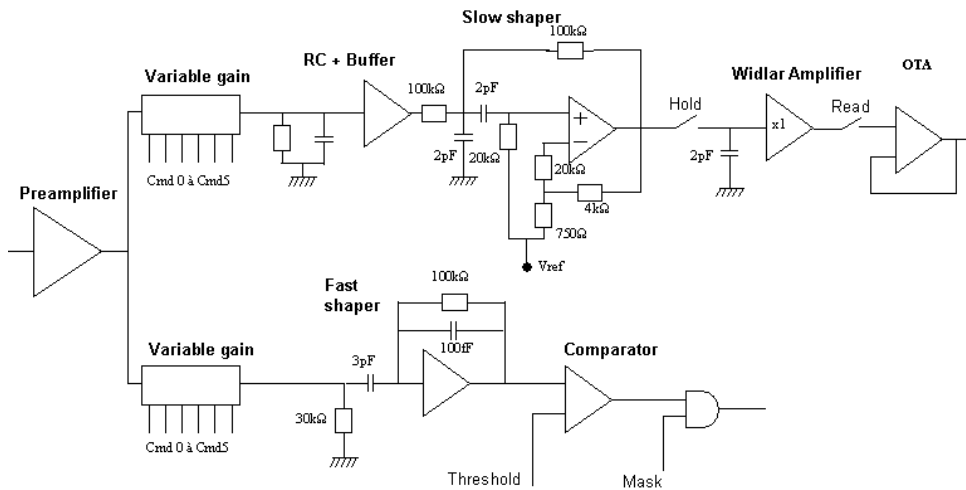 Slow shaper
100kΩ
RC + Buffer
Variable gain
100kΩ
2pF
Widlar Amplifier
OTA
Hold
Read
+
−
x1
2pF
20kΩ
20kΩ
2pF
Cmd 0 à Cmd5
4kΩ
Preamplifier
750Ω
Vref
Fast shaper
100kΩ
100fF
Variable gain
3pF
Comparator
30kΩ
Cmd 0 à Cmd5
Threshold
Mask